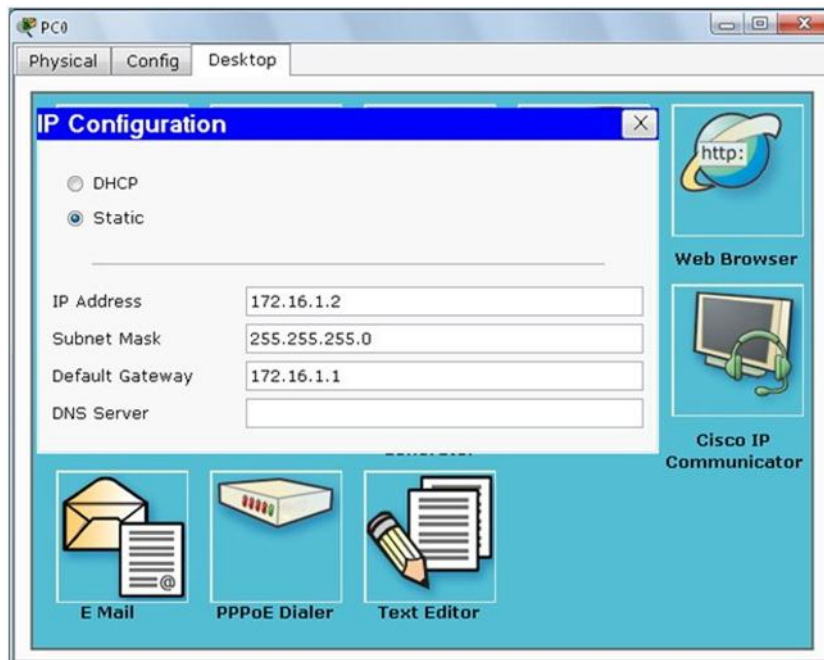 PC0
Physical Config Desktop
IP Configuration
X
DHCP
Static
IP Address 172.16.1.2
Subnet Mask 255.255.255.0
Default Gateway 172.16.1.1
DNS Server
http:
Web Browser
Cisco IP
Communicator
@
E Mail PPPoE Dialer Text Editor